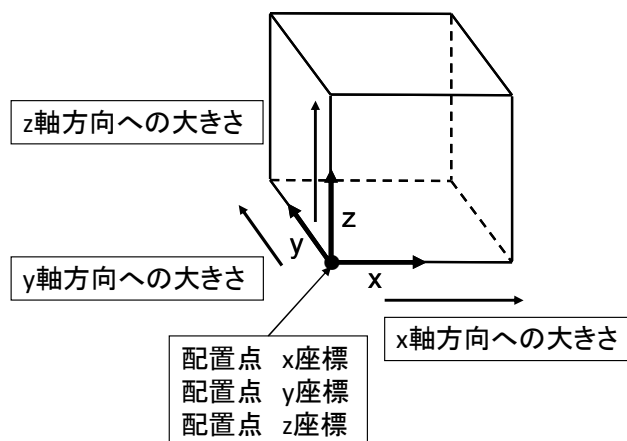 z軸方向への大きさ
z
y
y軸方向への大きさ
x
x軸方向への大きさ
配置点 x座標
配置点 y座標
配置点 z座標